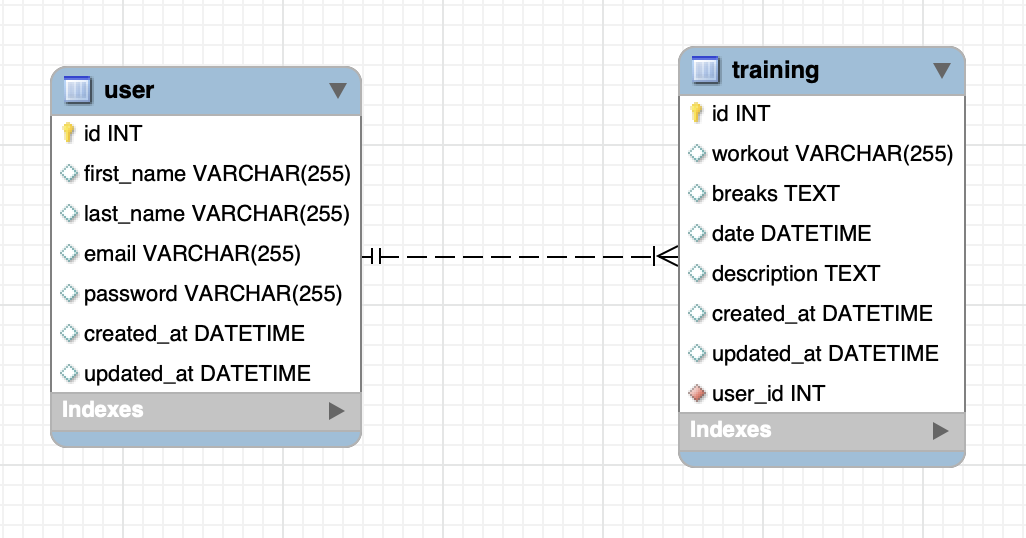 user
id INT
first_name VARCHAR(255)
last_name VARCHAR(255)
email VARCHAR(255)
password VARCHAR(255)
created_at DATETIME
updated_at DATETIME
Indexes
training
id INT
workout VARCHAR(255)
breaks TEXT
date DATETIME
description TEXT
created_at DATETIME
updated_at DATETIME
user_id INT
Indexes